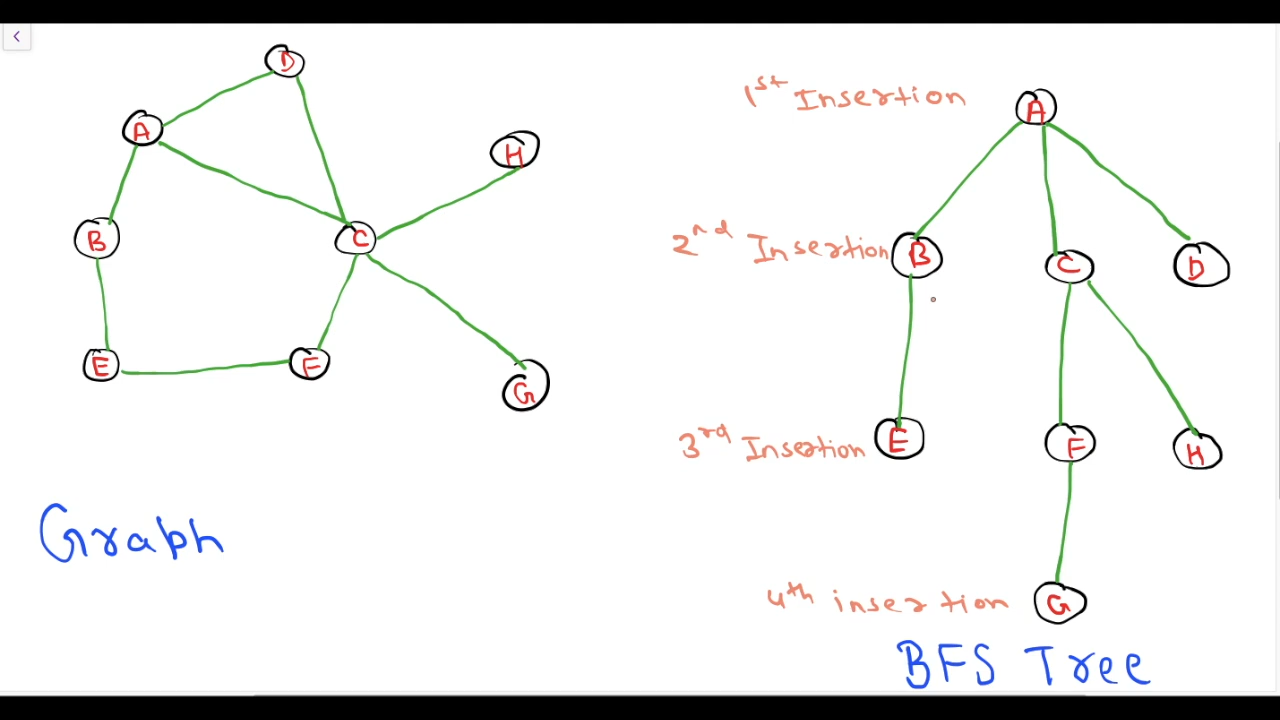 D
A
H
B
C
E
F
G
Graph
1st Insertion
A
2nd Insertion
B
C
D
3rd Insertion
E
F
H
4th insertion
G
BFS Tree